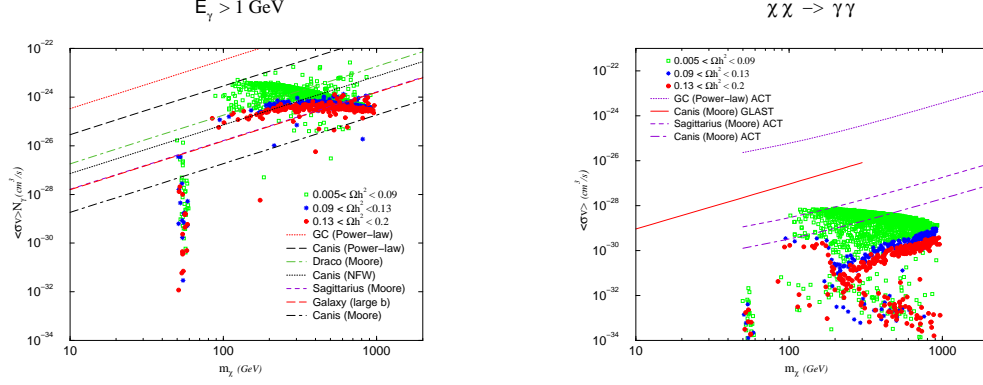 E_γ > 1 GeV
10^−22
10^−24
10^−26
10^−28
10^−30
10^−32
10^−34
<σv>N_γ (cm^3/s)
0.005< Ωh^2 < 0.09
0.09 < Ωh^2 < 0.13
0.13 < Ωh^2 < 0.2
GC (Power−law)
Canis (Power−law)
Draco (Moore)
Canis (NFW)
Sagittarius (Moore)
Galaxy (large b)
Canis (Moore)
10
100
1000
m_χ (GeV)
χχ −> γγ
10^−22
10^−24
10^−26
10^−28
10^−30
10^−32
10^−34
<σv> (cm^3/s)
0.005 < Ωh^2 < 0.09
0.09 < Ωh^2 < 0.13
0.13 < Ωh^2 < 0.2
GC (Power−law) ACT
Canis (Moore) GLAST
Sagittarius (Moore) ACT
Canis (Moore) ACT
10
100
1000
m_χ (GeV)